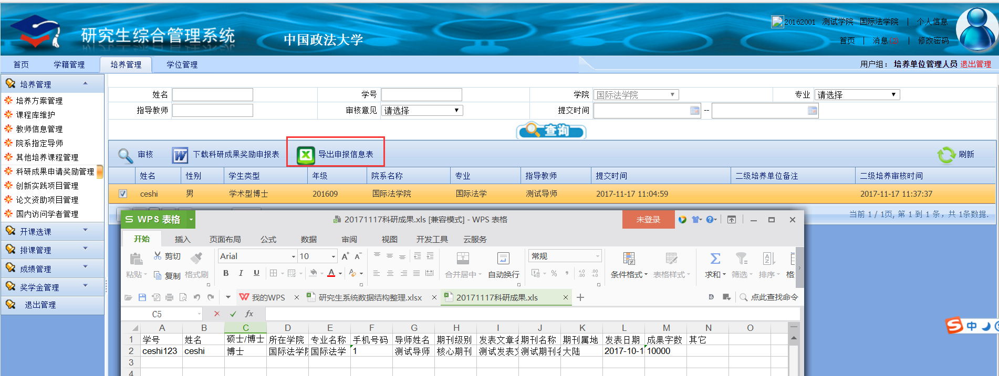 研究生综合管理系统 中国政法大学
20162001 测试学院 国际法学院 | 个人信息
首页 | 消息 | 修改密码
首页 学籍管理 培养管理 学位管理 用户组： 培养单位管理人员 退出管理
培养管理
培养方案管理
课程库维护
教师信息管理
院系指定导师
其他培养课程管理
科研成果申请奖励管理
创新实践项目管理
论文资助项目管理
国内访问学者管理
开课选课
排课管理
成绩管理
奖学金管理
退出管理
姓名 学号 学院 国际法学院 专业 请选择
指导教师 审核意见 请选择 提交时间 --
查询
审核 下载科研成果奖励申报表 导出申报信息表 刷新
姓名 性别 学生类型 年级 院系名称 专业 指导教师 提交时间 二级培养单位备注 二级培养审核时间
ceshi 男 学术型博士 201609 国际法学院 国际法学 测试导师 2017-11-17 11:04:59 2017-11-17 11:37:37
当前 1 / 1页, 第 1 到 1 条，共 1条数据.
WPS 表格 20171117科研成果.xls [兼容模式] - WPS 表格 未登录
开始 插入 页面布局 公式 数据 审阅 视图 开发工具 云服务
粘贴 剪切 复制 格式刷 Arial 10 A+ A- 常规
B I U A 合并居中 自动换行 % 条件格式 表格样式 求和 筛选 排序
我的WPS × 研究生系统数据结构整理.xlsx × 20171117科研成果.xls × + 点此查找命令
C5 fx
A B C D E F G H I J K L M N O
1 学号 姓名 硕士/博士 所在学院 专业名称 手机号码 导师姓名 期刊级别 发表文章 期刊名称 期刊属地 发表日期 成果字数 其它
2 ceshi123 ceshi 博士 国际法学 国际法学 1 测试导师 核心期刊 测试发表 测试期刊 大陆 2017-10-1 10000
3
4
中